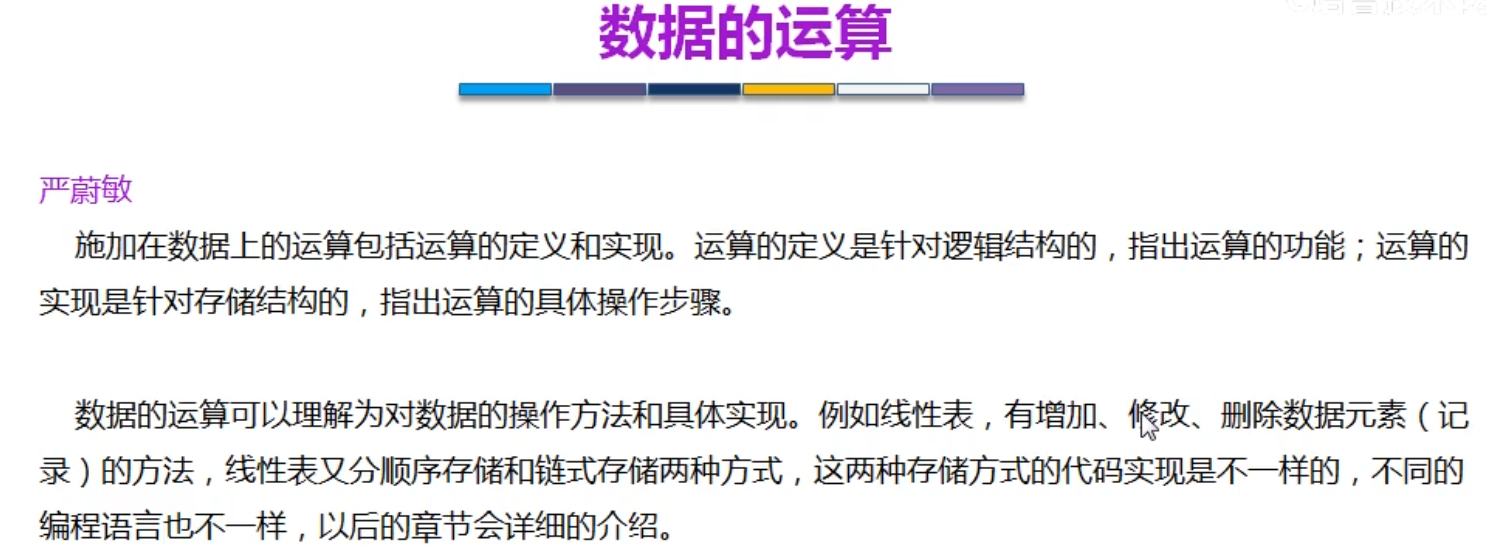 数据的运算
严蔚敏
施加在数据上的运算包括运算的定义和实现。运算的定义是针对逻辑结构的，指出运算的功能；运算的
实现是针对存储结构的，指出运算的具体操作步骤。
数据的运算可以理解为对数据的操作方法和具体实现。例如线性表，有增加、修改、删除数据元素（记
录）的方法，线性表又分顺序存储和链式存储两种方式，这两种存储方式的代码实现是不一样的，不同的
编程语言也不一样，以后的章节会详细的介绍。